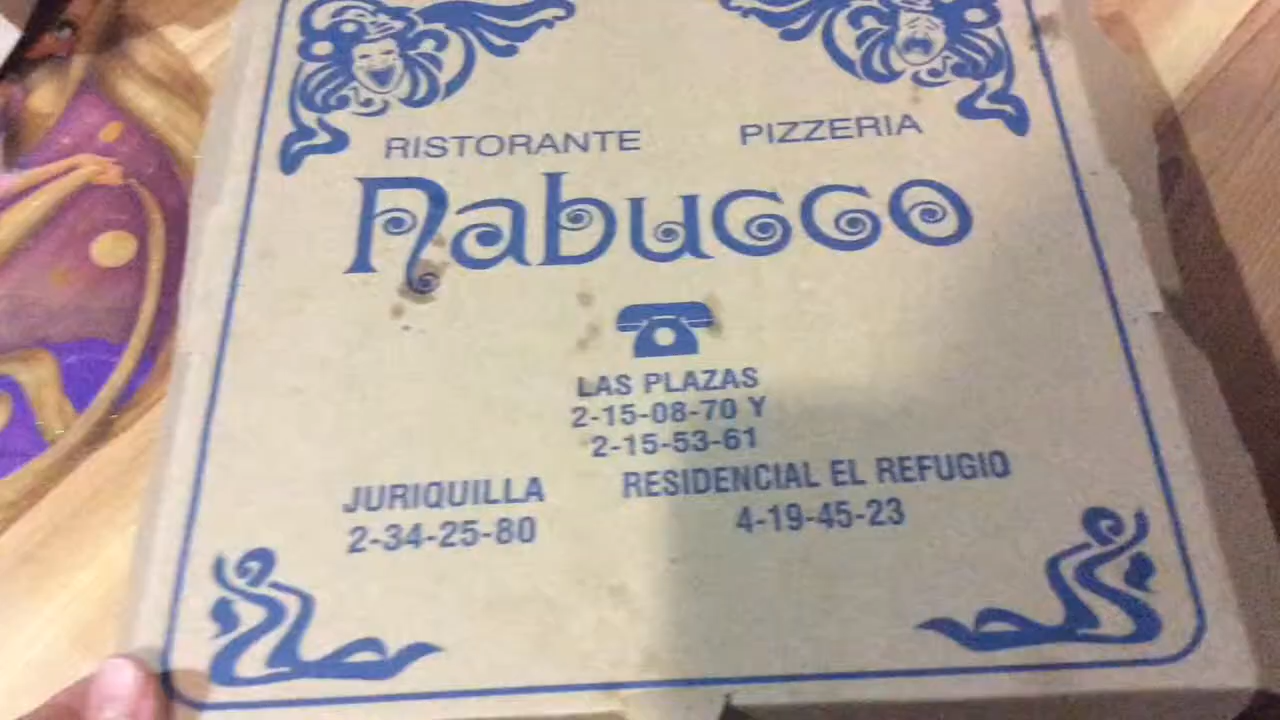 RISTORANTE PIZZERIA
Nabucco
LAS PLAZAS
2-15-08-70 Y
2-15-53-61
JURIQUILLA
2-34-25-80
RESIDENCIAL EL REFUGIO
4-19-45-23